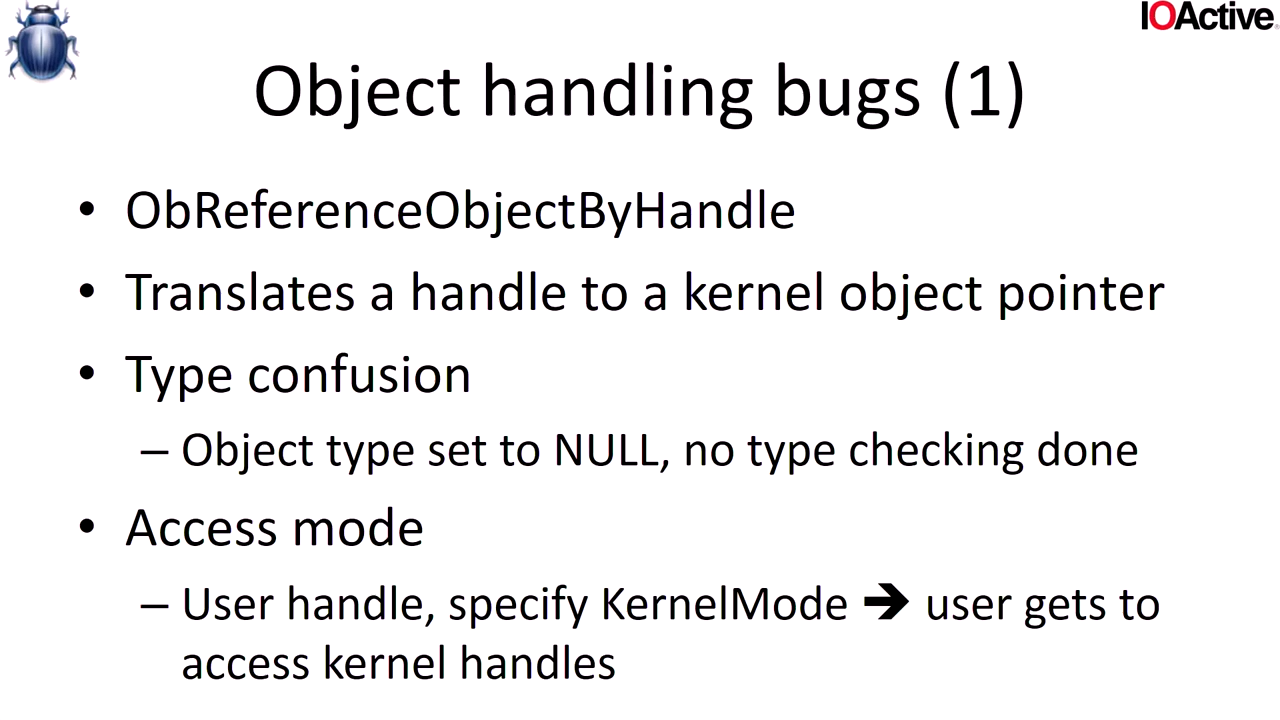 IOActive
Object handling bugs (1)
• ObReferenceObjectByHandle
• Translates a handle to a kernel object pointer
• Type confusion
– Object type set to NULL, no type checking done
• Access mode
– User handle, specify KernelMode ➔ user gets to
access kernel handles